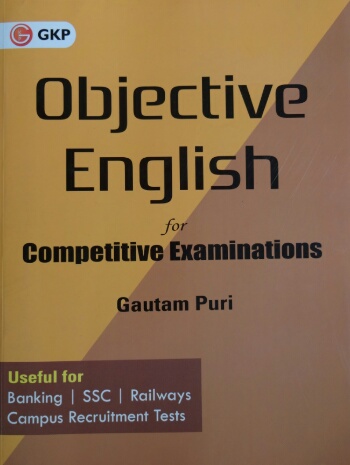 GKP
Objective
English
for
Competitive Examinations
Gautam Puri
Useful for
Banking | SSC | Railways
Campus Recruitment Tests